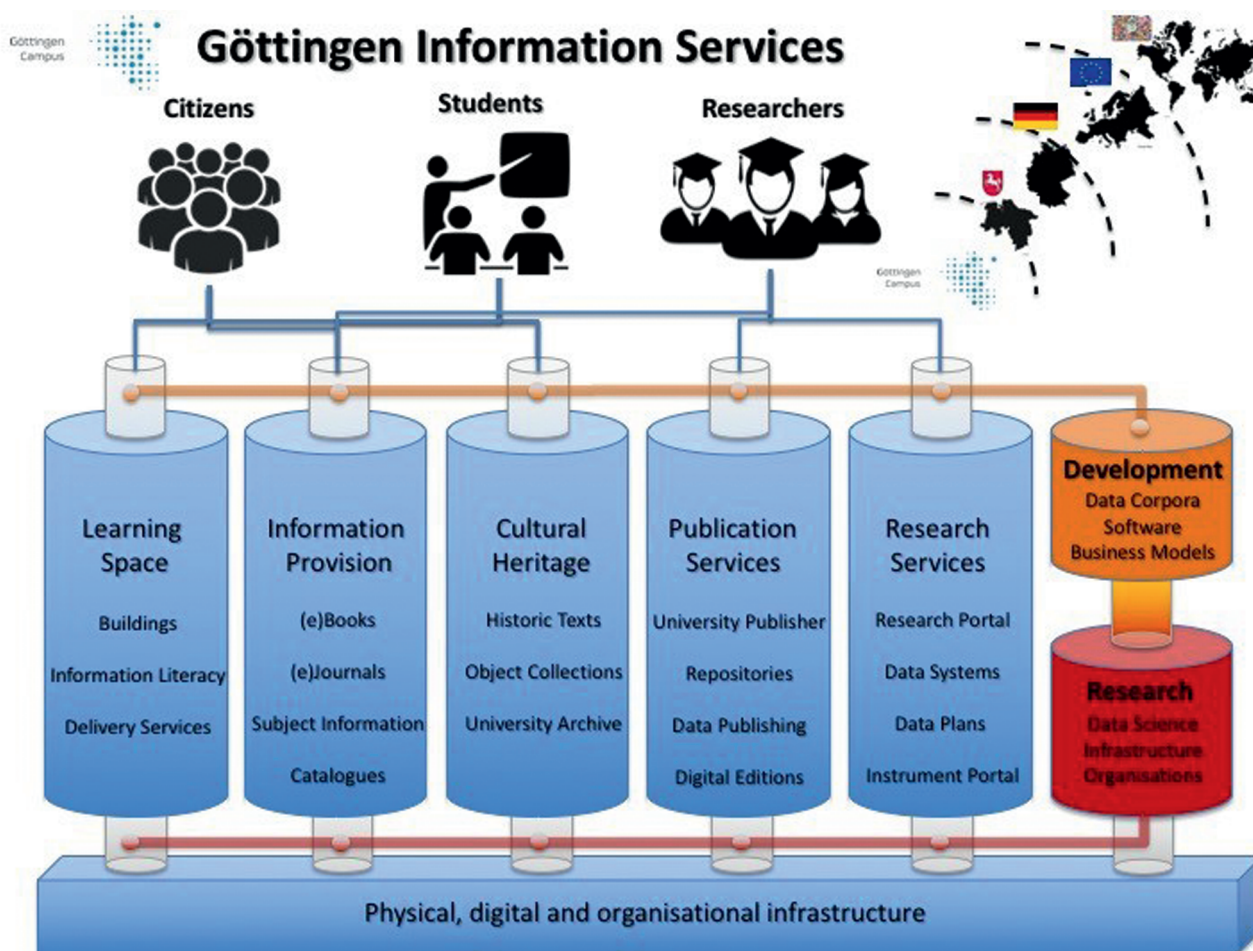 Göttingen
Campus
Göttingen Information Services
Citizens
Students
Researchers
Göttingen
Campus
Learning
Space
Buildings
Information Literacy
Delivery Services
Information
Provision
(e)Books
(e)Journals
Subject Information
Catalogues
Cultural
Heritage
Historic Texts
Object Collections
University Archive
Publication
Services
University Publisher
Repositories
Data Publishing
Digital Editions
Research
Services
Research Portal
Data Systems
Data Plans
Instrument Portal
Development
Data Corpora
Software
Business Models
Research
Data Science
Infrastructure
Organisations
Physical, digital and organisational infrastructure